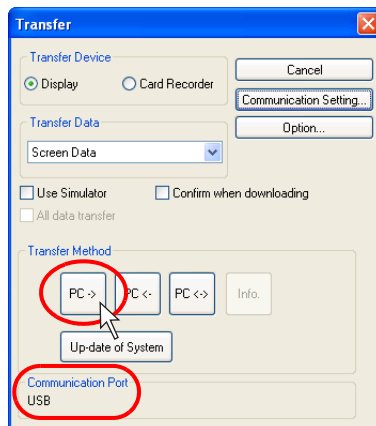 Transfer
Transfer Device
Display
Card Recorder
Cancel
Communication Setting...
Option...
Transfer Data
Screen Data
Use Simulator
Confirm when downloading
All data transfer
Transfer Method
PC ->
PC <-
PC <->
Info.
Up-date of System
Communication Port
USB